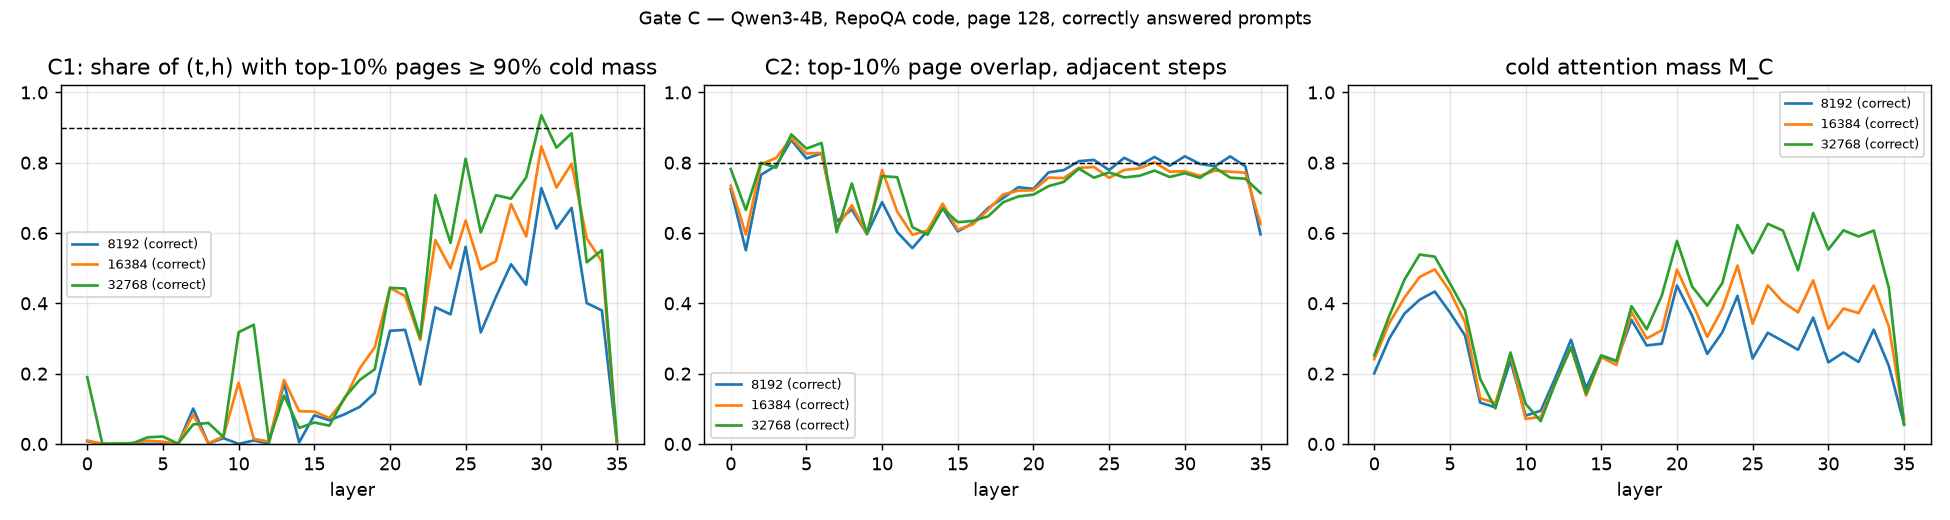 Gate C — Qwen3-4B, RepoQA code, page 128, correctly answered prompts
C1: share of (t,h) with top-10% pages ≥ 90% cold mass
1.0
0.8
0.6
0.4
0.2
0.0
8192 (correct)
16384 (correct)
32768 (correct)
0 5 10 15 20 25 30 35
layer
C2: top-10% page overlap, adjacent steps
1.0
0.8
0.6
0.4
0.2
0.0
8192 (correct)
16384 (correct)
32768 (correct)
0 5 10 15 20 25 30 35
layer
cold attention mass M_C
1.0
0.8
0.6
0.4
0.2
0.0
8192 (correct)
16384 (correct)
32768 (correct)
0 5 10 15 20 25 30 35
layer